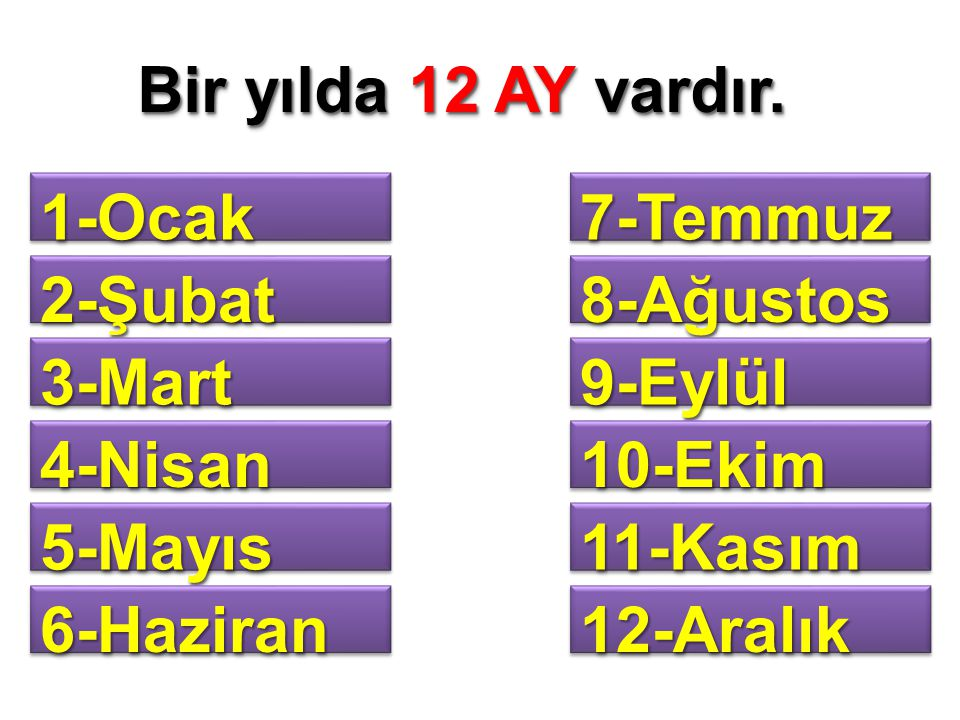 Bir yılda 12 AY vardır.
1-Ocak
2-Şubat
3-Mart
4-Nisan
5-Mayıs
6-Haziran
7-Temmuz
8-Ağustos
9-Eylül
10-Ekim
11-Kasım
12-Aralık